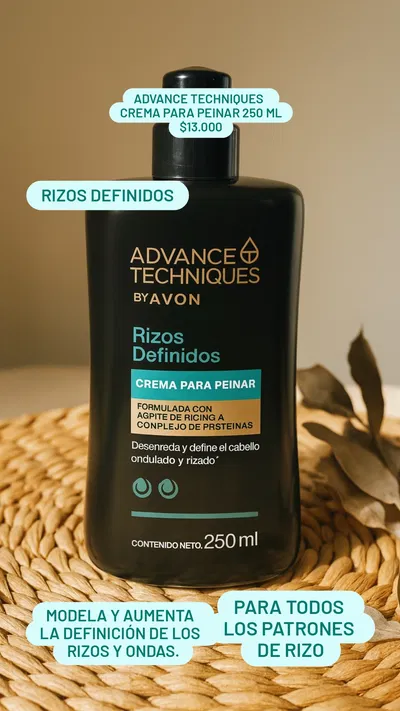 ADVANCE TECHNIQUES
CREMA PARA PEINAR 250 ML
$13.000
RIZOS DEFINIDOS
ADVANCE
TECHNIQUES
BY AVON
Rizos
Definidos
CREMA PARA PEINAR
FORMULADA CON
AGPITE DE RICING A
CONPLEJO DE PRSTEINAS
Desenreda y define el cabello
ondulado y rizado
CONTENIDO NETO. 250 ml
MODELA Y AUMENTA
LA DEFINICIÓN DE LOS
RIZOS Y ONDAS.
PARA TODOS
LOS PATRONES
DE RIZO